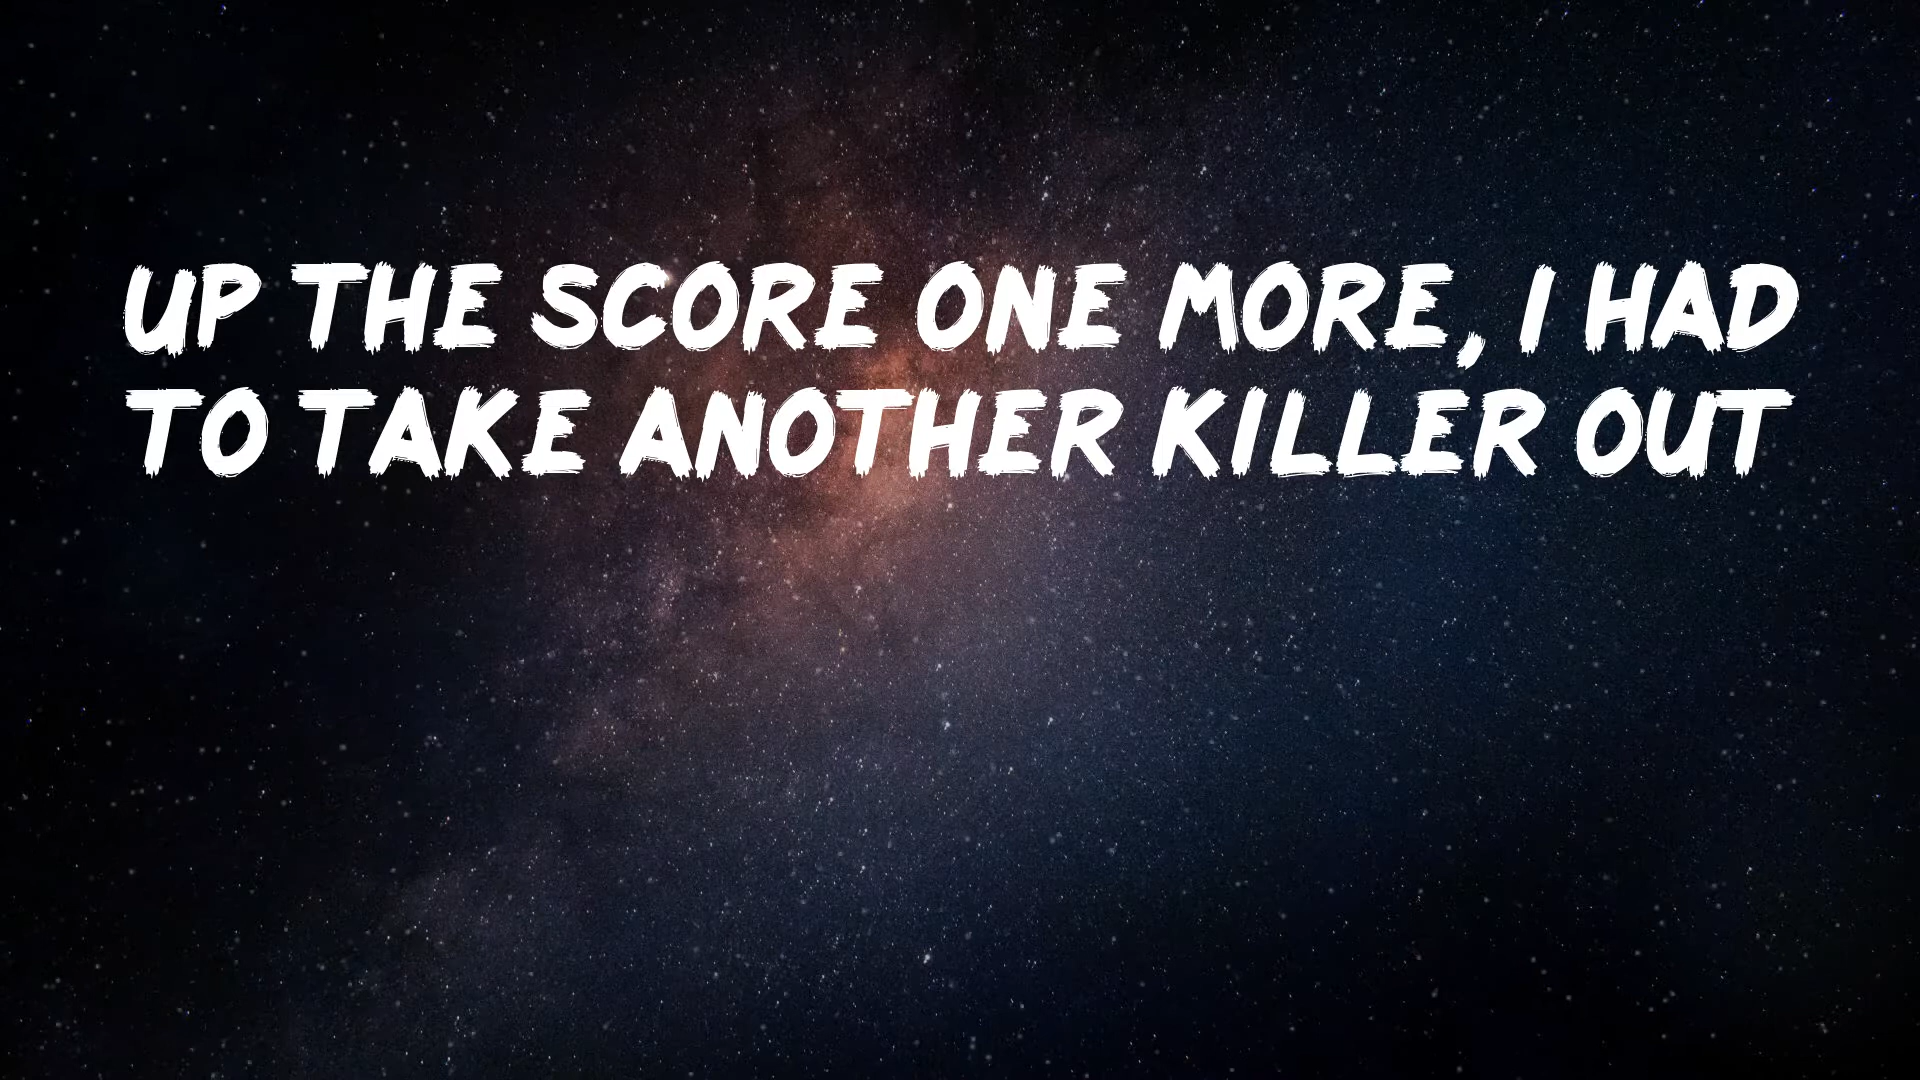 UP THE SCORE ONE MORE, I HAD
TO TAKE ANOTHER KILLER OUT